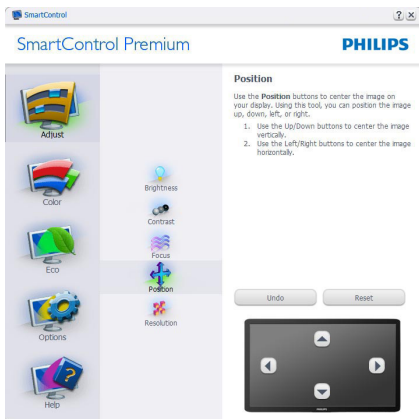 SmartControl
? ×
SmartControl Premium
PHILIPS
Adjust
Color
Eco
Options
Help
Brightness
Contrast
Focus
Position
Resolution
Position
Use the Position buttons to center the image on
your display. Using this tool, you can position the image
up, down, left, or right.
1. Use the Up/Down buttons to center the image
vertically.
2. Use the Left/Right buttons to center the image
horizontally.
Undo
Reset